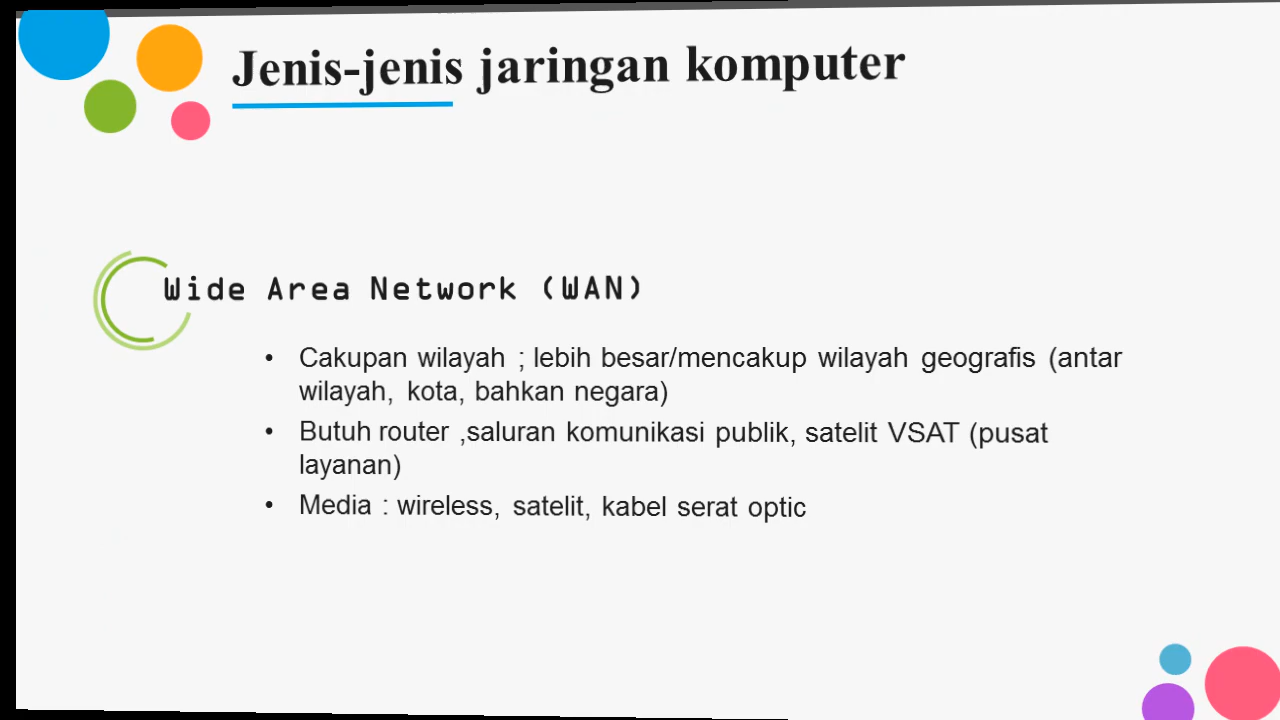 Jenis-jenis jaringan komputer
Wide Area Network (WAN)
• Cakupan wilayah ; lebih besar/mencakup wilayah geografis (antar
wilayah, kota, bahkan negara)
• Butuh router ,saluran komunikasi publik, satelit VSAT (pusat
layanan)
• Media : wireless, satelit, kabel serat optic